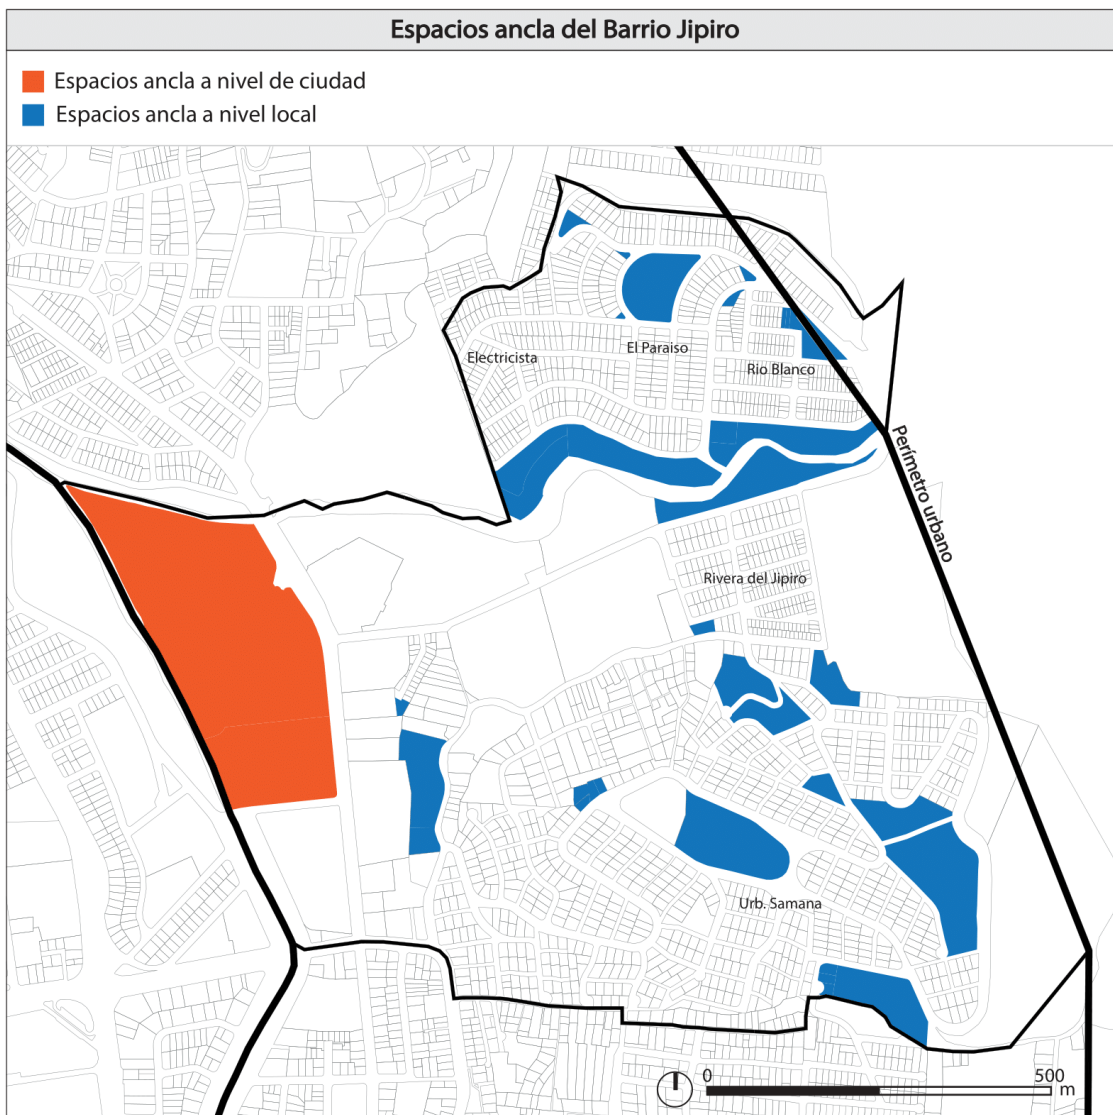 Espacios ancla del Barrio Jipiro
Espacios ancla a nivel de ciudad
Espacios ancla a nivel local
Electricista
El Paraiso
Rio Blanco
Perímetro urbano
Rivera del Jipiro
Urb. Samana
0
500
m